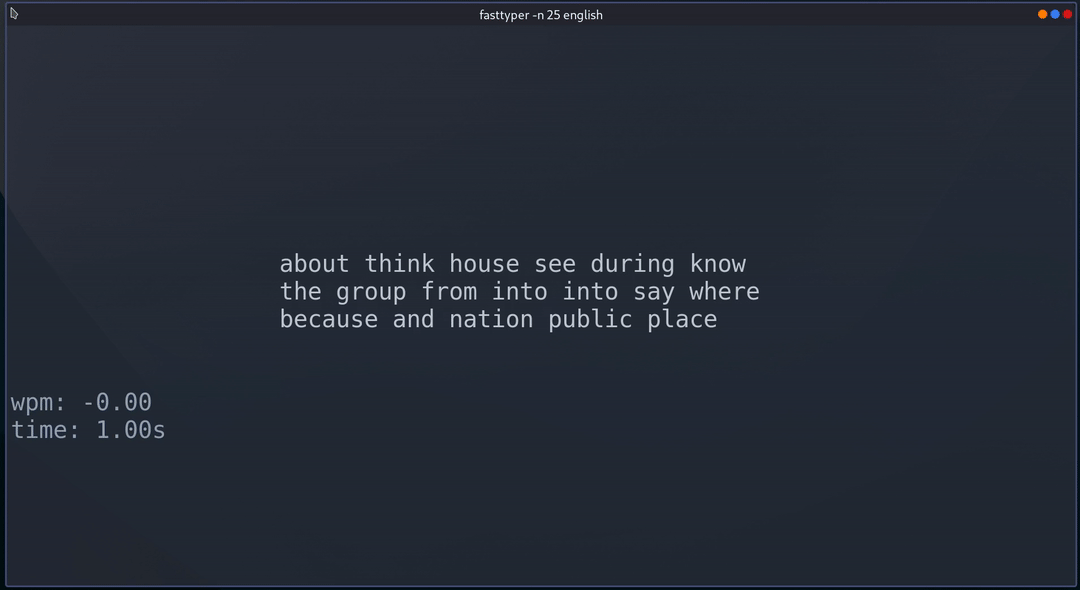 fasttyper -n 25 english
about think house see during know
the group from into into say where
because and nation public place
wpm: -0.00
time: 1.00s